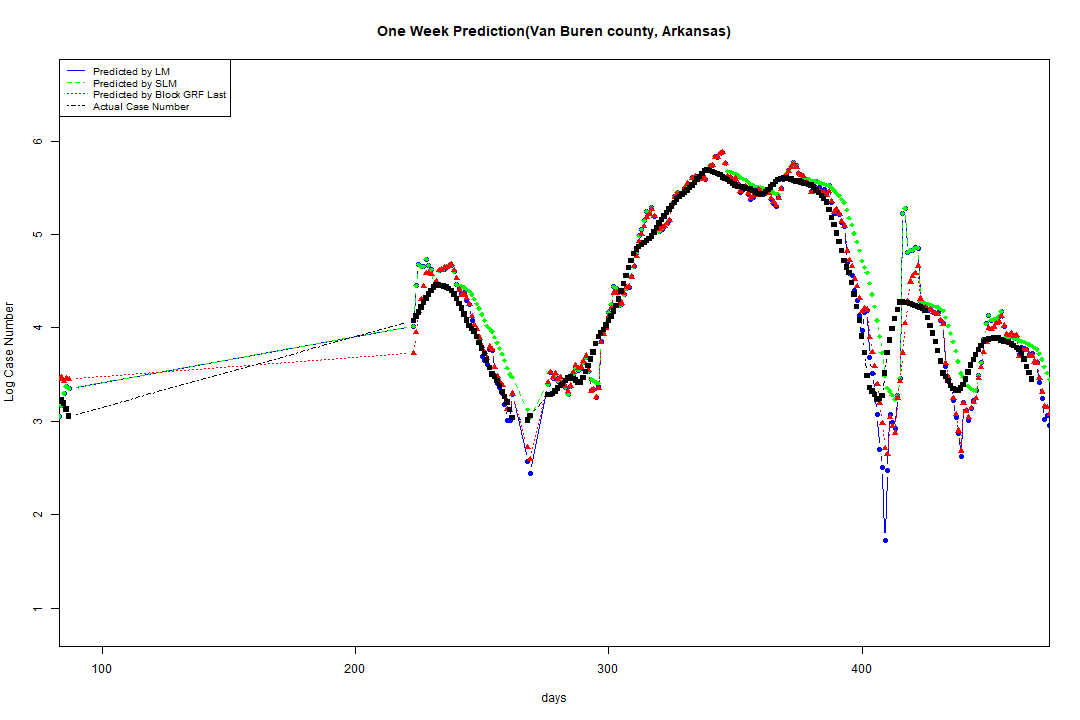 One Week Prediction(Van Buren county, Arkansas)
Predicted by LM
Predicted by SLM
Predicted by Block GRF Last
Actual Case Number
Log Case Number
6
5
4
3
2
1
100 200 300 400
days